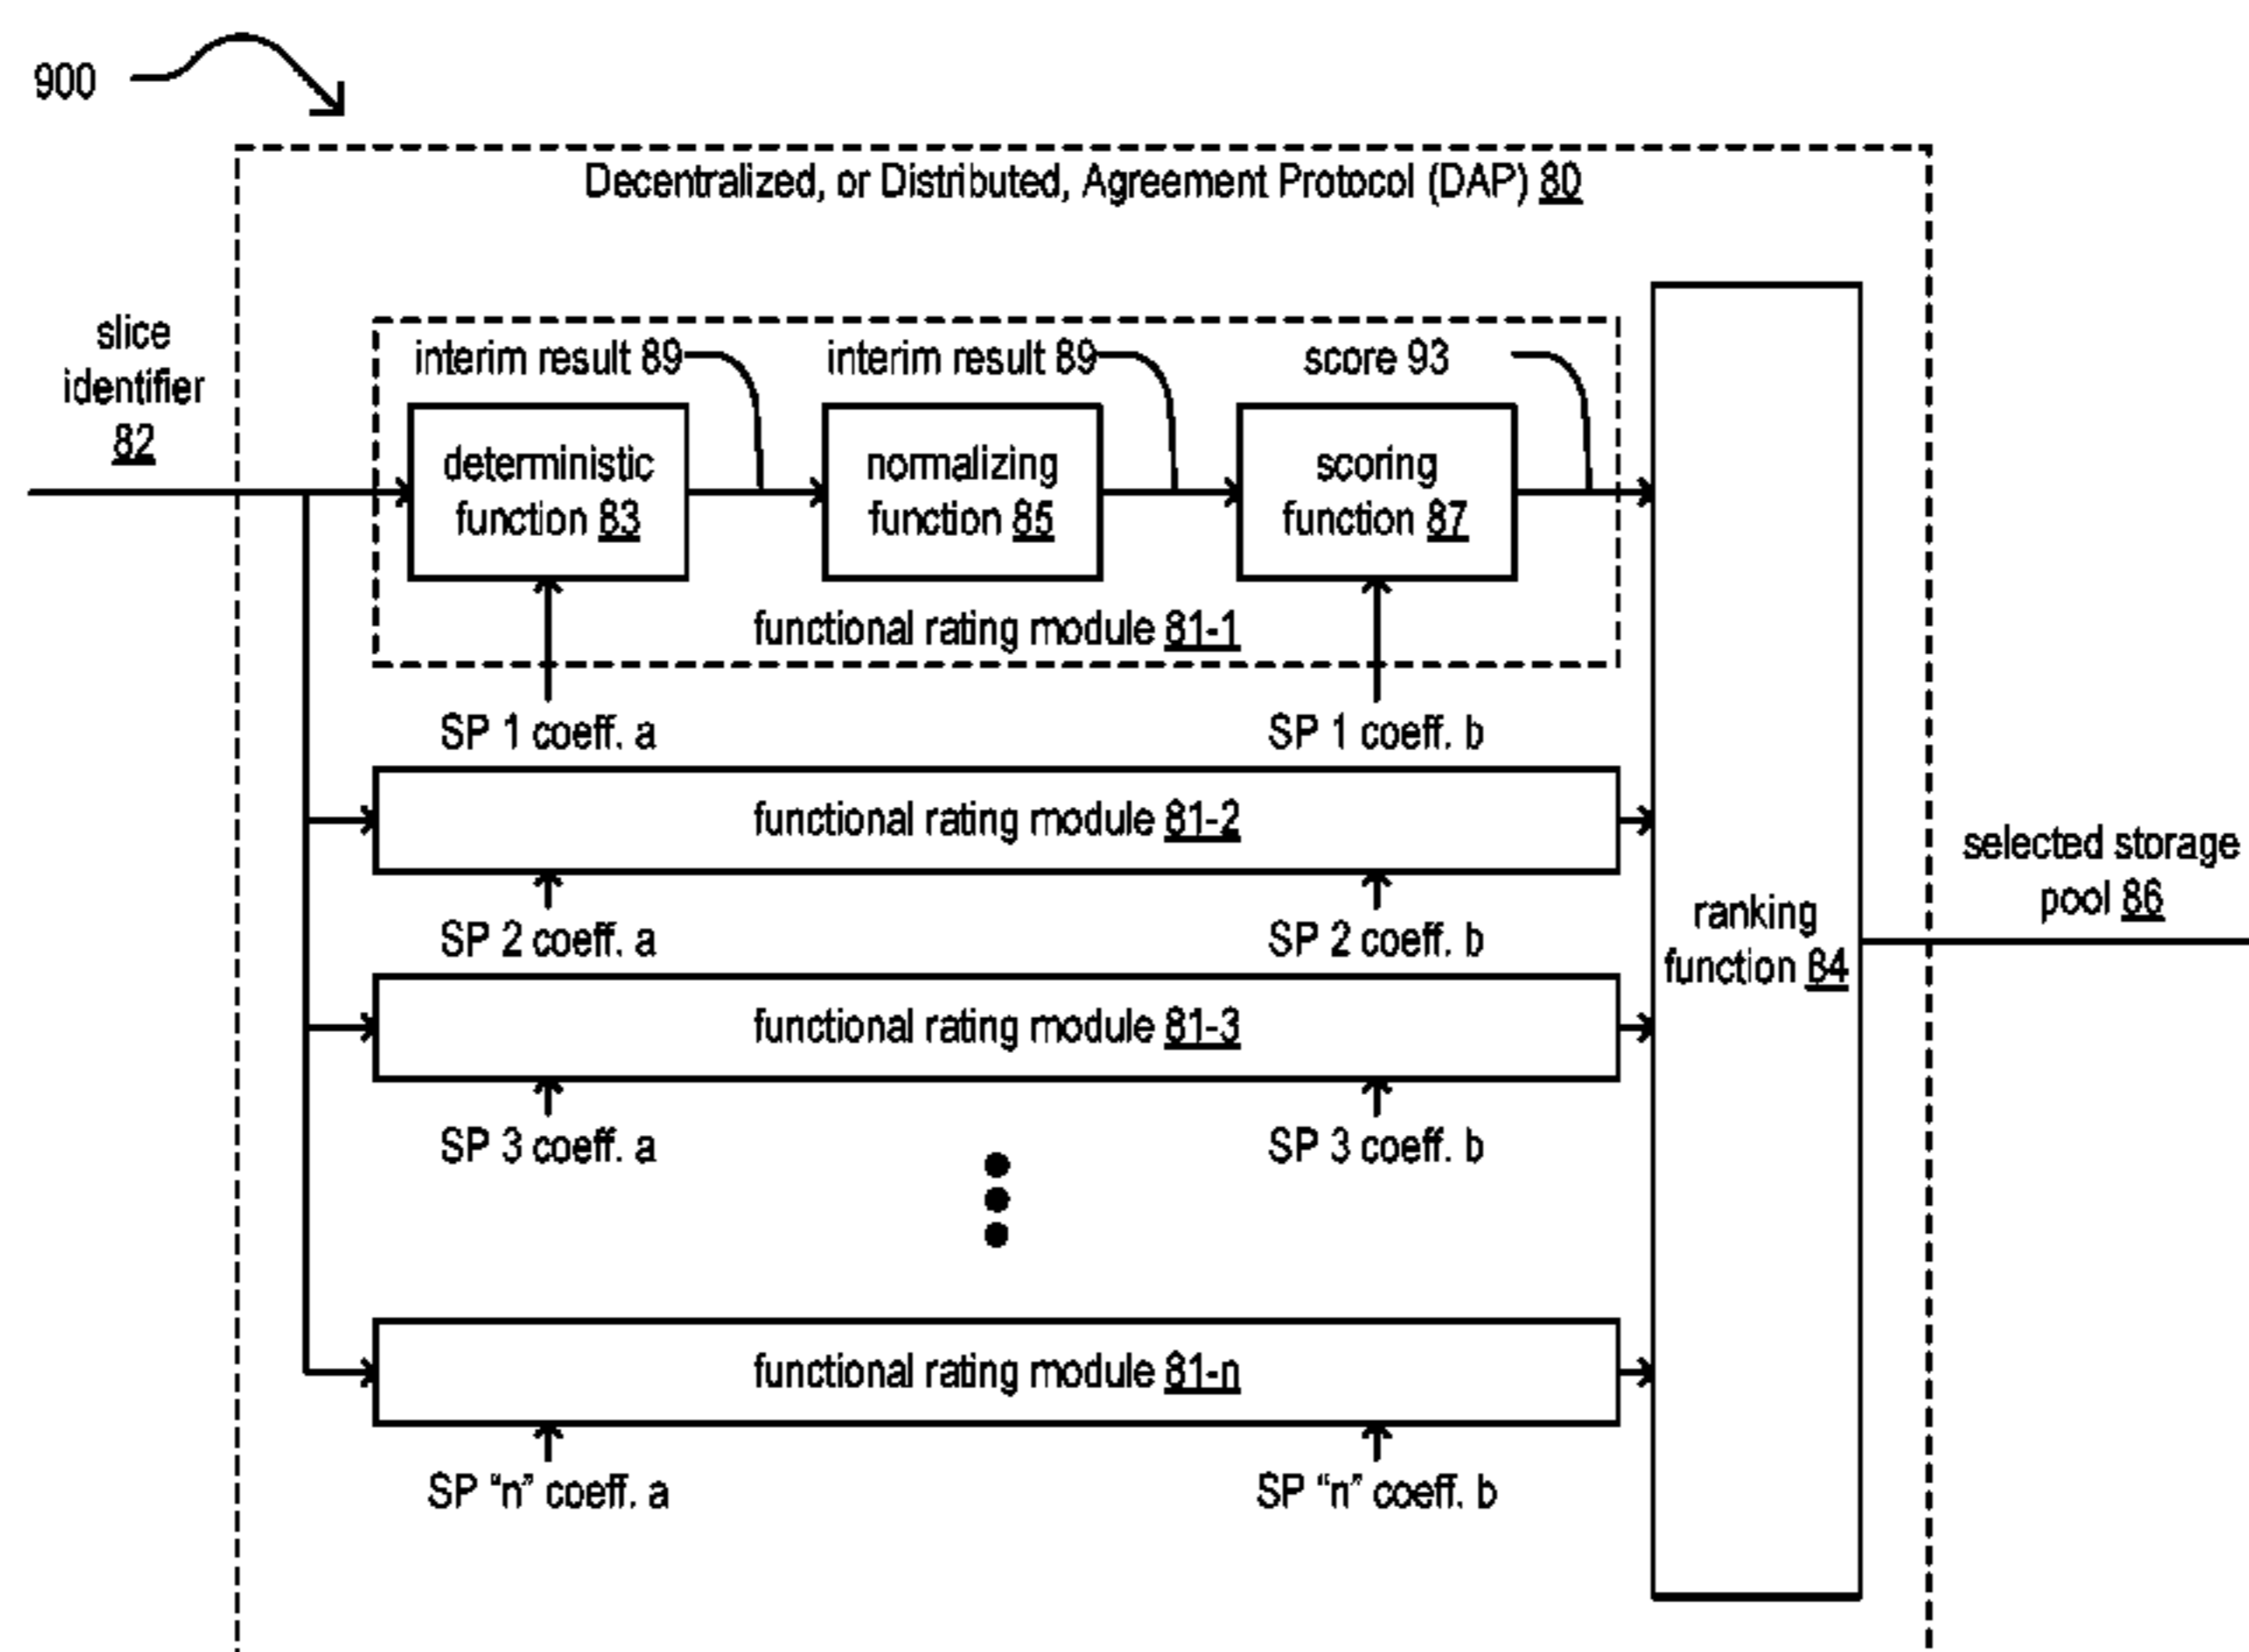 900
Decentralized, or Distributed, Agreement Protocol (DAP) 80
slice
identifier
82
interim result 89
interim result 89
score 93
deterministic
function 83
normalizing
function 85
scoring
function 87
functional rating module 81-1
SP 1 coeff. a
SP 1 coeff. b
functional rating module 81-2
SP 2 coeff. a
SP 2 coeff. b
functional rating module 81-3
SP 3 coeff. a
SP 3 coeff. b
functional rating module 81-n
SP “n” coeff. a
SP “n” coeff. b
ranking
function 84
selected storage
pool 86